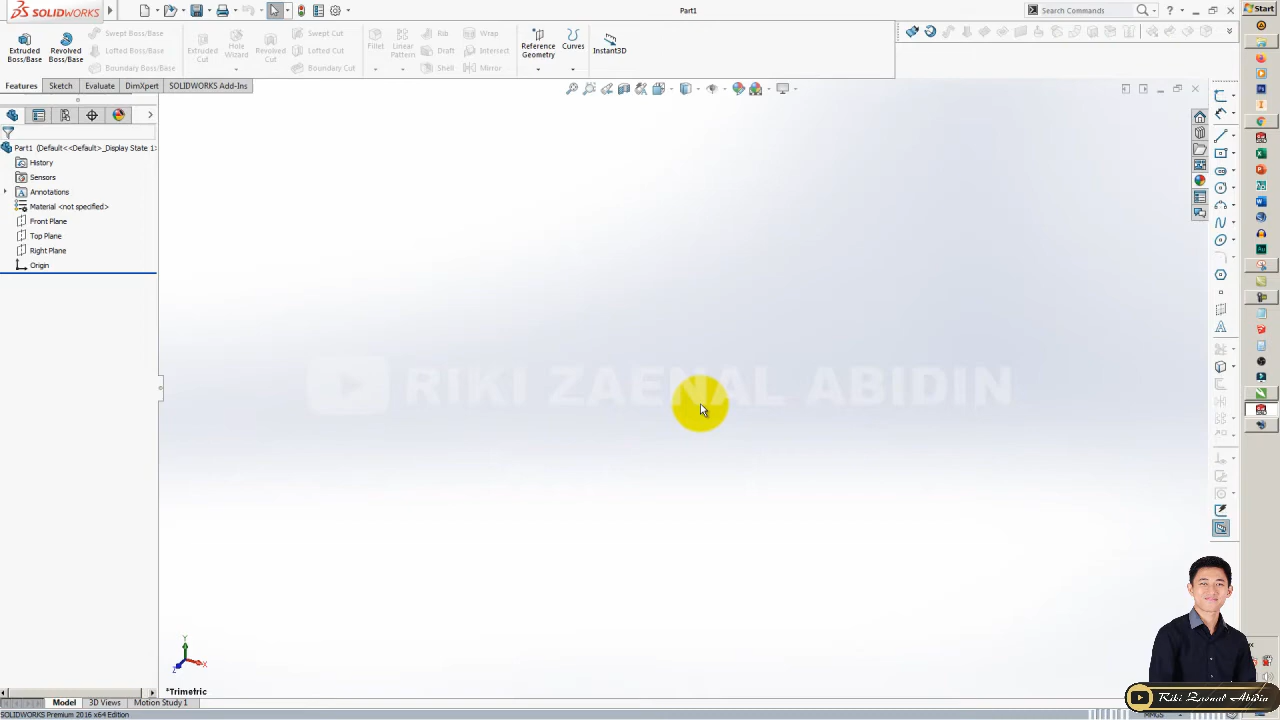 SOLIDWORKS
Part1
Search Commands
Start
Extruded Boss/Base
Revolved Boss/Base
Swept Boss/Base
Lofted Boss/Base
Boundary Boss/Base
Extruded Cut
Hole Wizard
Revolved Cut
Swept Cut
Lofted Cut
Boundary Cut
Fillet
Linear Pattern
Rib
Draft
Shell
Wrap
Intersect
Mirror
Reference Geometry
Curves
Instant3D
Features
Sketch
Evaluate
DimXpert
SOLIDWORKS Add-Ins
Part1 (Default<<Default>_Display State 1>
History
Sensors
Annotations
Material <not specified>
Front Plane
Top Plane
Right Plane
Origin
ZAENAL ABIDIN
Y
X
Z
*Trimetric
Model
3D Views
Motion Study 1
Riki Zaenal Abidin
SOLIDWORKS Premium 2016 x64 Edition
MMGS